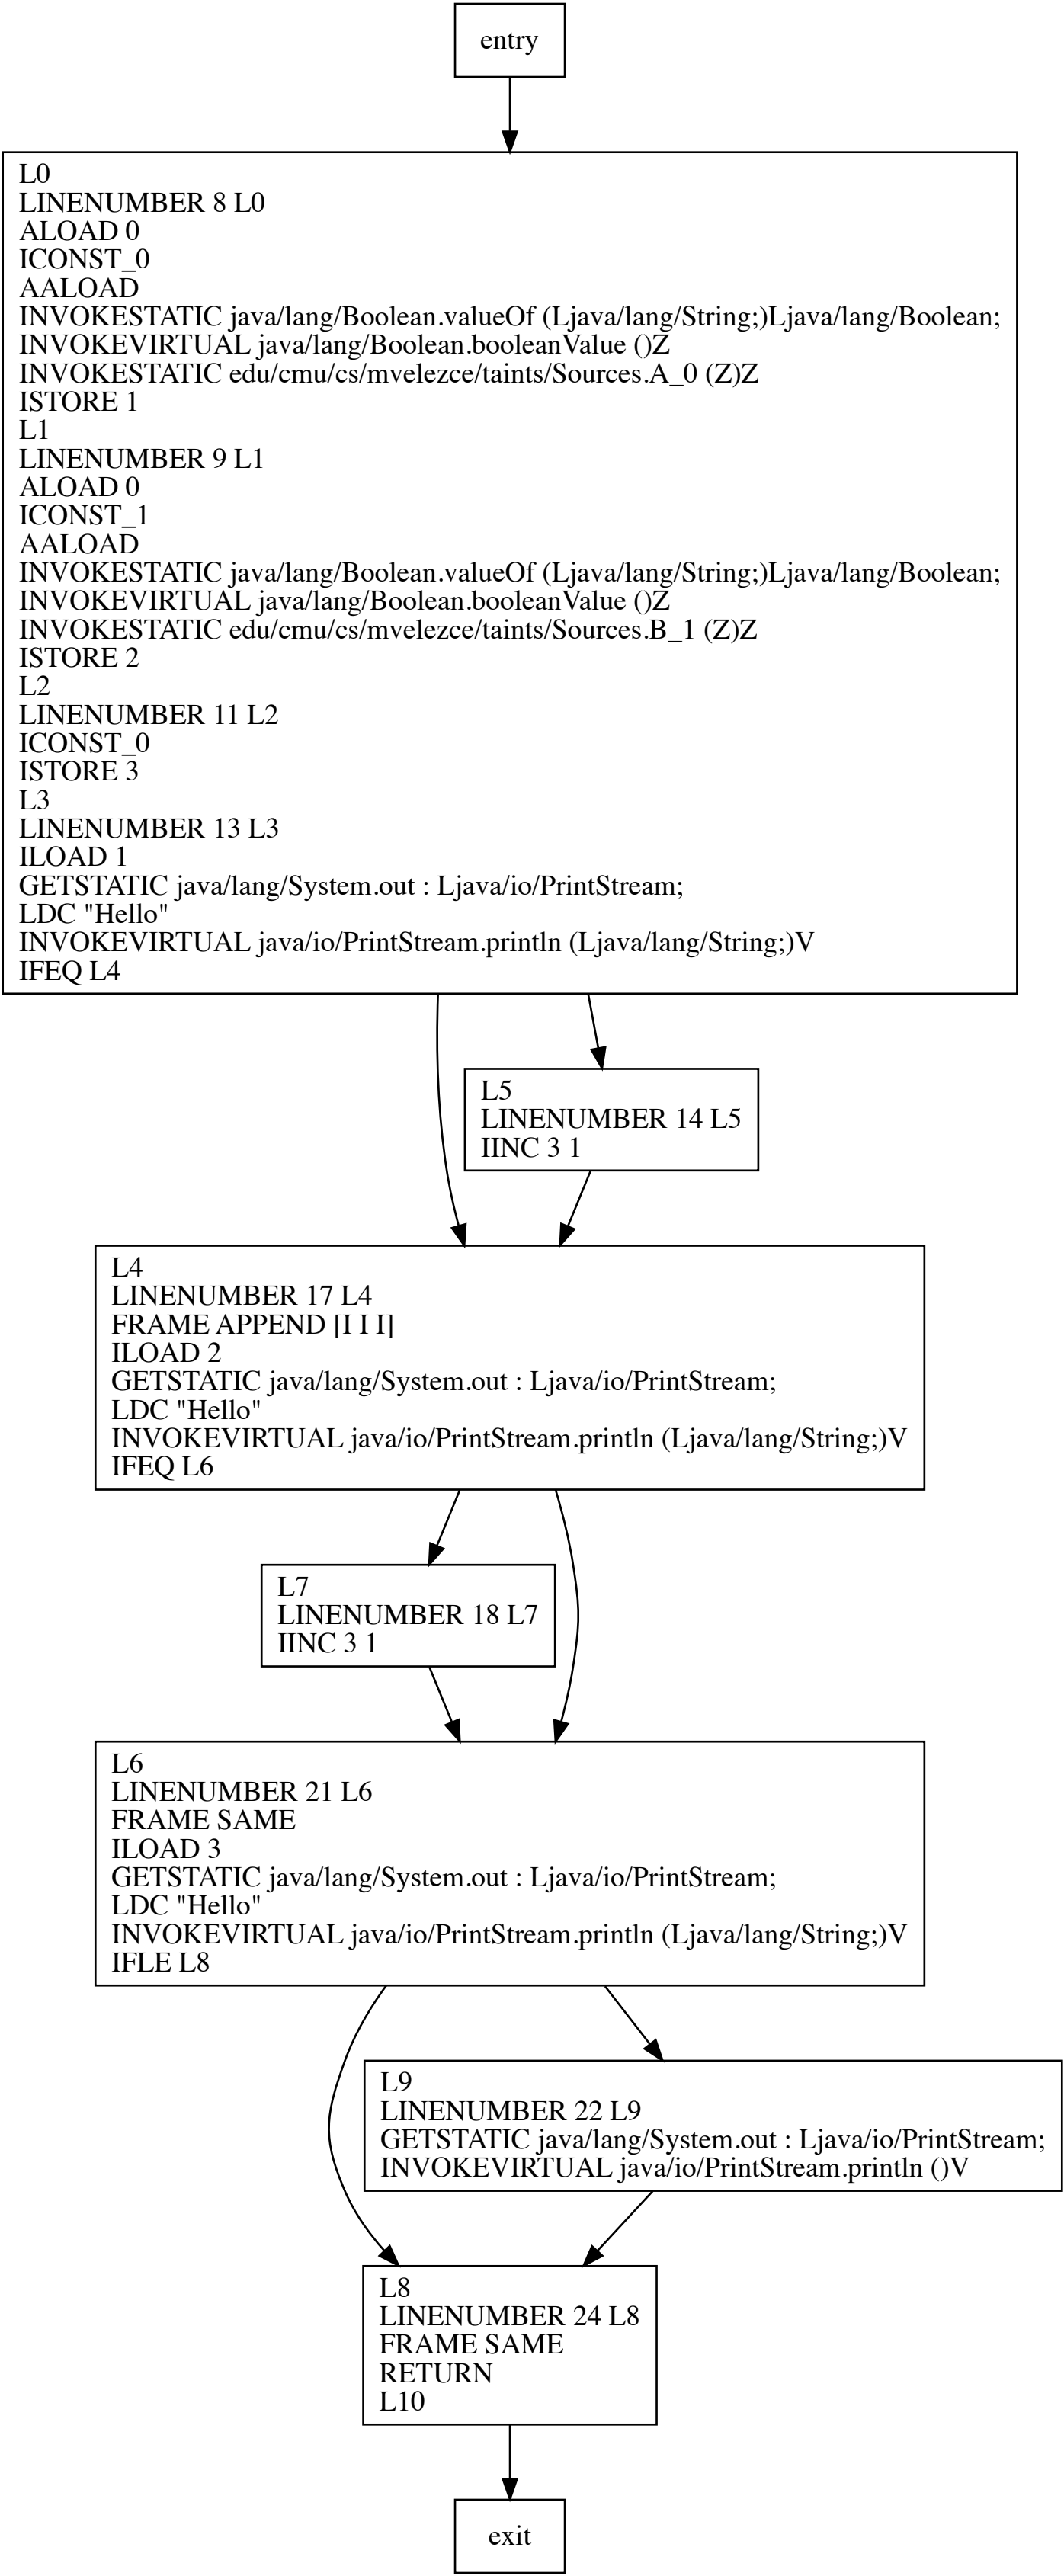 entry
L0
LINENUMBER 8 L0
ALOAD 0
ICONST_0
AALOAD
INVOKESTATIC java/lang/Boolean.valueOf (Ljava/lang/String;)Ljava/lang/Boolean;
INVOKEVIRTUAL java/lang/Boolean.booleanValue ()Z
INVOKESTATIC edu/cmu/cs/mvelezce/taints/Sources.A_0 (Z)Z
ISTORE 1
L1
LINENUMBER 9 L1
ALOAD 0
ICONST_1
AALOAD
INVOKESTATIC java/lang/Boolean.valueOf (Ljava/lang/String;)Ljava/lang/Boolean;
INVOKEVIRTUAL java/lang/Boolean.booleanValue ()Z
INVOKESTATIC edu/cmu/cs/mvelezce/taints/Sources.B_1 (Z)Z
ISTORE 2
L2
LINENUMBER 11 L2
ICONST_0
ISTORE 3
L3
LINENUMBER 13 L3
ILOAD 1
GETSTATIC java/lang/System.out : Ljava/io/PrintStream;
LDC "Hello"
INVOKEVIRTUAL java/io/PrintStream.println (Ljava/lang/String;)V
IFEQ L4
L5
LINENUMBER 14 L5
IINC 3 1
L4
LINENUMBER 17 L4
FRAME APPEND [I I I]
ILOAD 2
GETSTATIC java/lang/System.out : Ljava/io/PrintStream;
LDC "Hello"
INVOKEVIRTUAL java/io/PrintStream.println (Ljava/lang/String;)V
IFEQ L6
L7
LINENUMBER 18 L7
IINC 3 1
L6
LINENUMBER 21 L6
FRAME SAME
ILOAD 3
GETSTATIC java/lang/System.out : Ljava/io/PrintStream;
LDC "Hello"
INVOKEVIRTUAL java/io/PrintStream.println (Ljava/lang/String;)V
IFLE L8
L9
LINENUMBER 22 L9
GETSTATIC java/lang/System.out : Ljava/io/PrintStream;
INVOKEVIRTUAL java/io/PrintStream.println ()V
L8
LINENUMBER 24 L8
FRAME SAME
RETURN
L10
exit